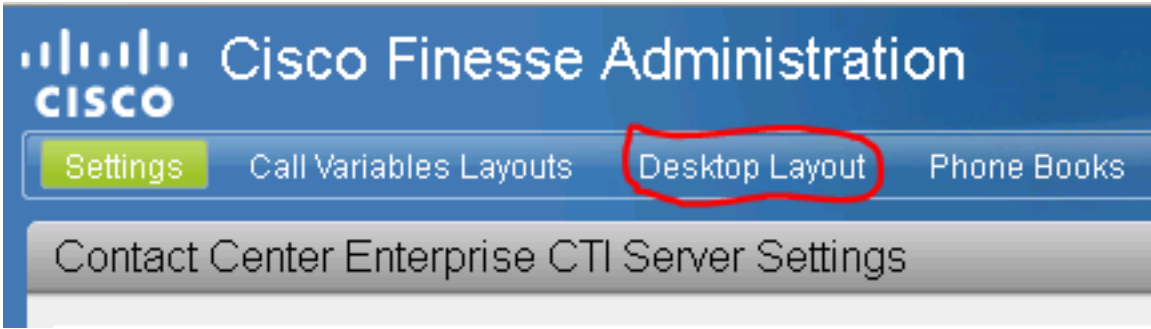 Cisco Finesse Administration
CISCO
Settings Call Variables Layouts Desktop Layout Phone Books
Contact Center Enterprise CTI Server Settings